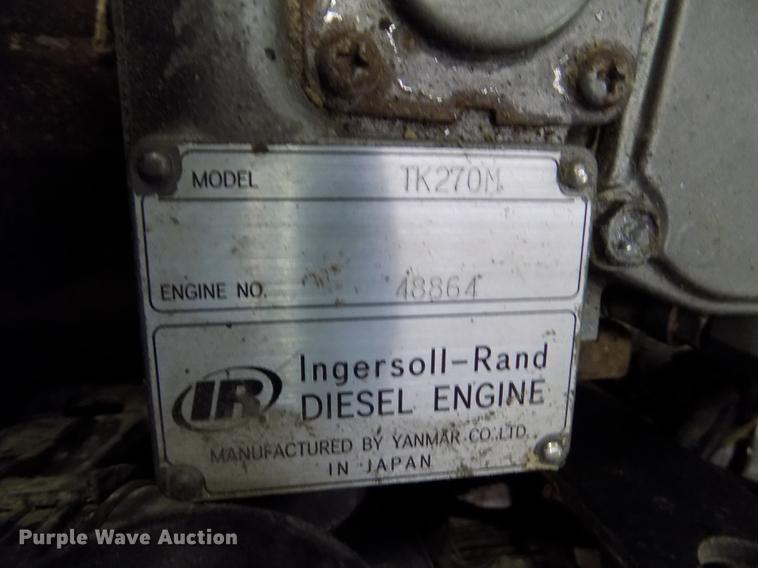 MODEL TK270M
ENGINE NO. 48864
IR Ingersoll-Rand
DIESEL ENGINE
MANUFACTURED BY YANMAR CO. LTD.
IN JAPAN
Purple Wave Auction